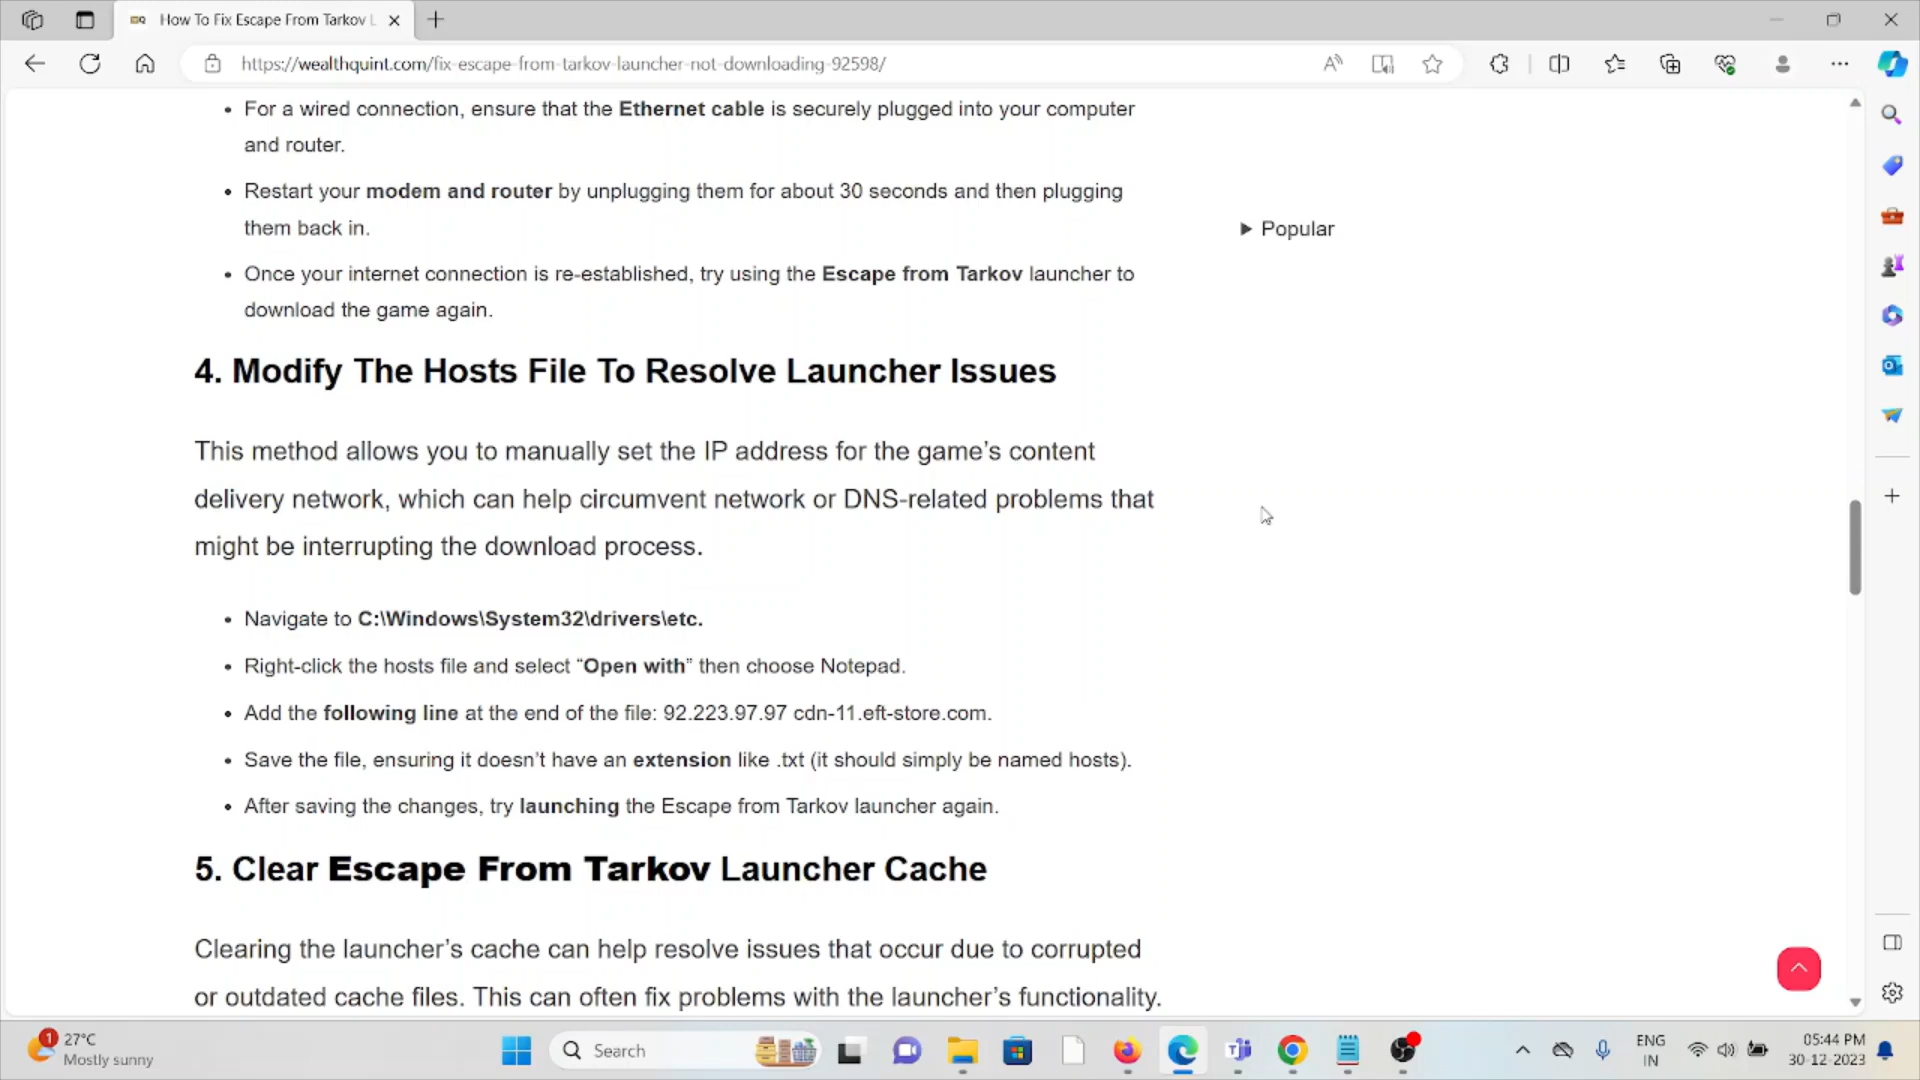 How To Fix Escape From Tarkov L
https://wealthquint.com/fix-escape-from-tarkov-launcher-not-downloading-92598/
• For a wired connection, ensure that the Ethernet cable is securely plugged into your computer
and router.
• Restart your modem and router by unplugging them for about 30 seconds and then plugging
them back in.
▶ Popular
• Once your internet connection is re-established, try using the Escape from Tarkov launcher to
download the game again.
4. Modify The Hosts File To Resolve Launcher Issues
This method allows you to manually set the IP address for the game’s content
delivery network, which can help circumvent network or DNS-related problems that
might be interrupting the download process.
• Navigate to C:\Windows\System32\drivers\etc.
• Right-click the hosts file and select “Open with” then choose Notepad.
• Add the following line at the end of the file: 92.223.97.97 cdn-11.eft-store.com.
• Save the file, ensuring it doesn’t have an extension like .txt (it should simply be named hosts).
• After saving the changes, try launching the Escape from Tarkov launcher again.
5. Clear Escape From Tarkov Launcher Cache
Clearing the launcher’s cache can help resolve issues that occur due to corrupted
or outdated cache files. This can often fix problems with the launcher’s functionality.
1
27°C
Mostly sunny
Search
ENG
IN
05:44 PM
30-12-2023